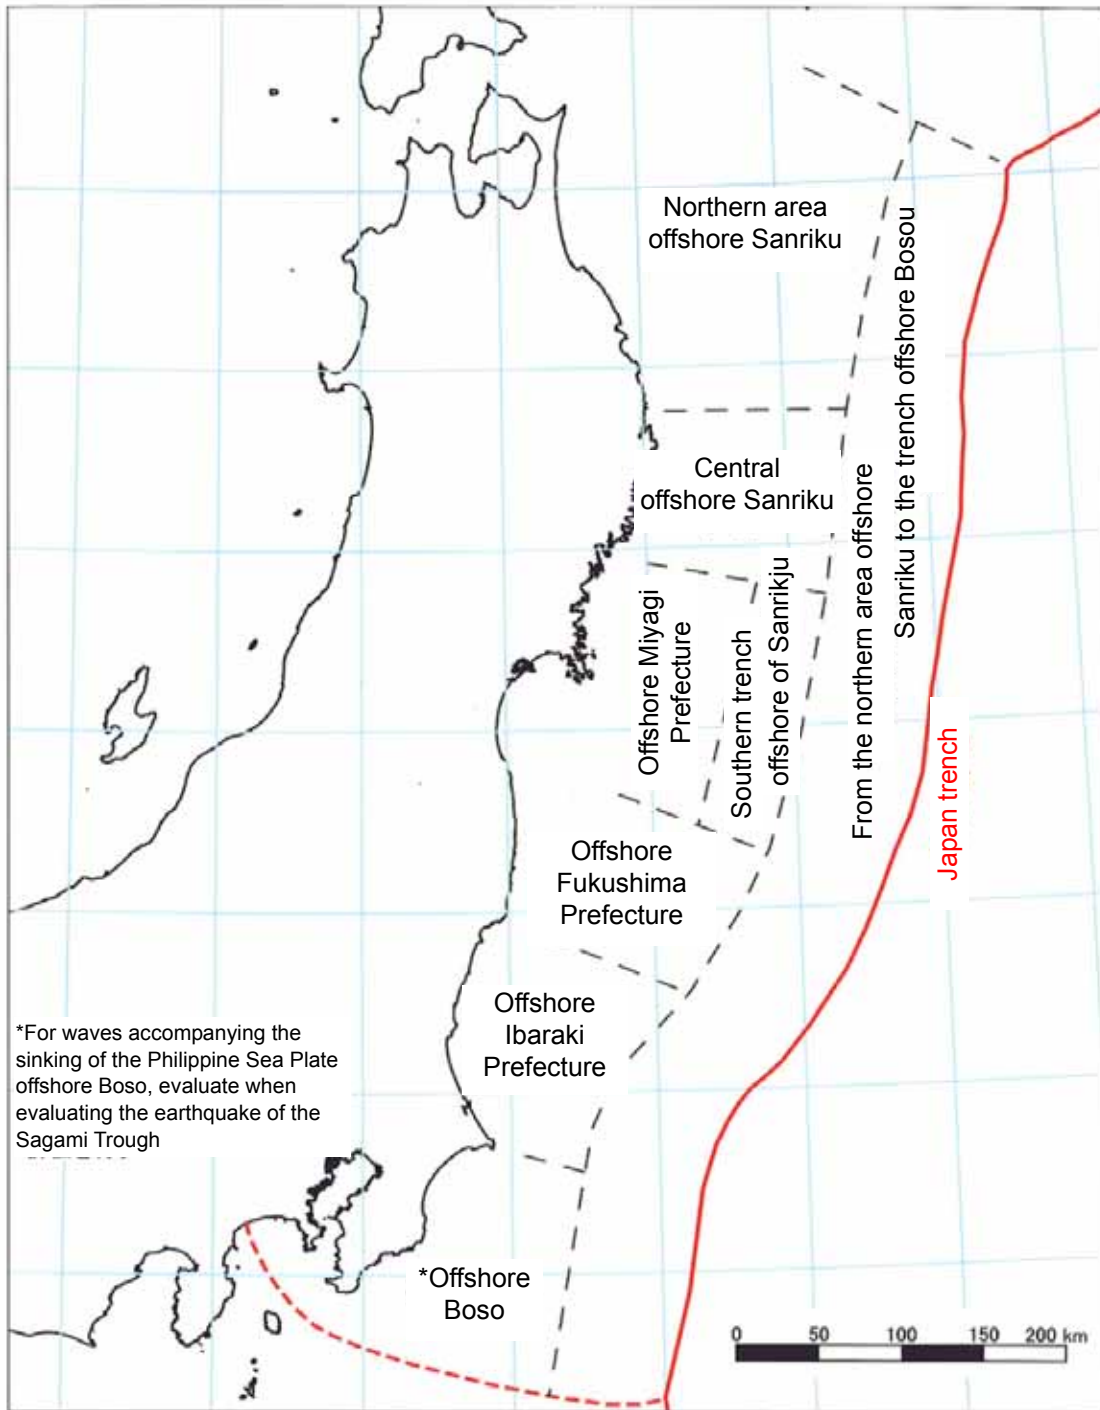 Northern area
offshore Sanriku
From the northern area offshore
Sanriku to the trench offshore Bosou
Central
offshore Sanriku
Offshore Miyagi
Prefecture
Southern trench
offshore of Sanrikju
Japan trench
Offshore
Fukushima
Prefecture
Offshore
Ibaraki
Prefecture
*For waves accompanying the
sinking of the Philippine Sea Plate
offshore Boso, evaluate when
evaluating the earthquake of the
Sagami Trough
*Offshore
Boso
0 50 100 150 200 km